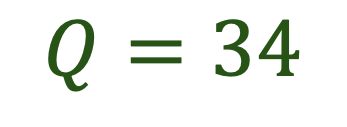 Q = 34